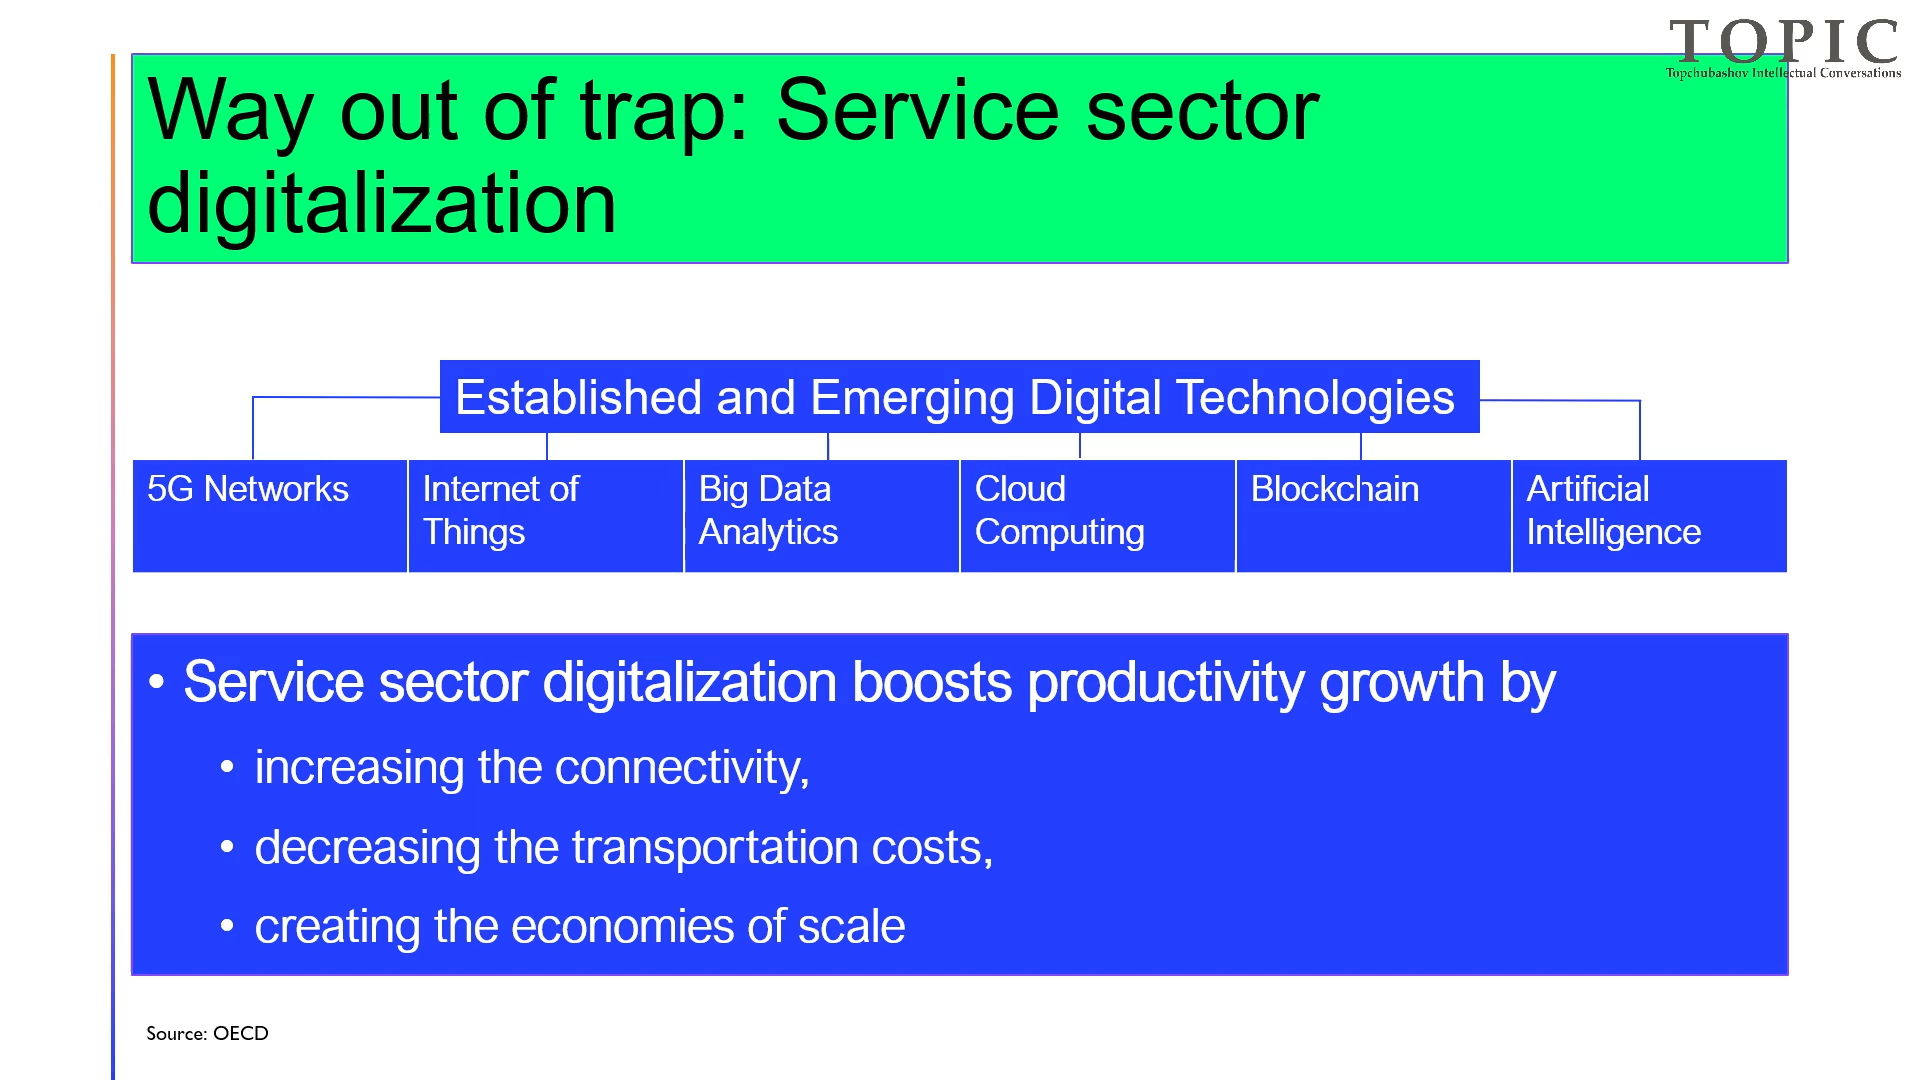 TOPIC
Topchubashov Intellectual Conversations
Way out of trap: Service sector
digitalization
Established and Emerging Digital Technologies
5G Networks
Internet of
Things
Big Data
Analytics
Cloud
Computing
Blockchain
Artificial
Intelligence
• Service sector digitalization boosts productivity growth by
• increasing the connectivity,
• decreasing the transportation costs,
• creating the economies of scale
Source: OECD